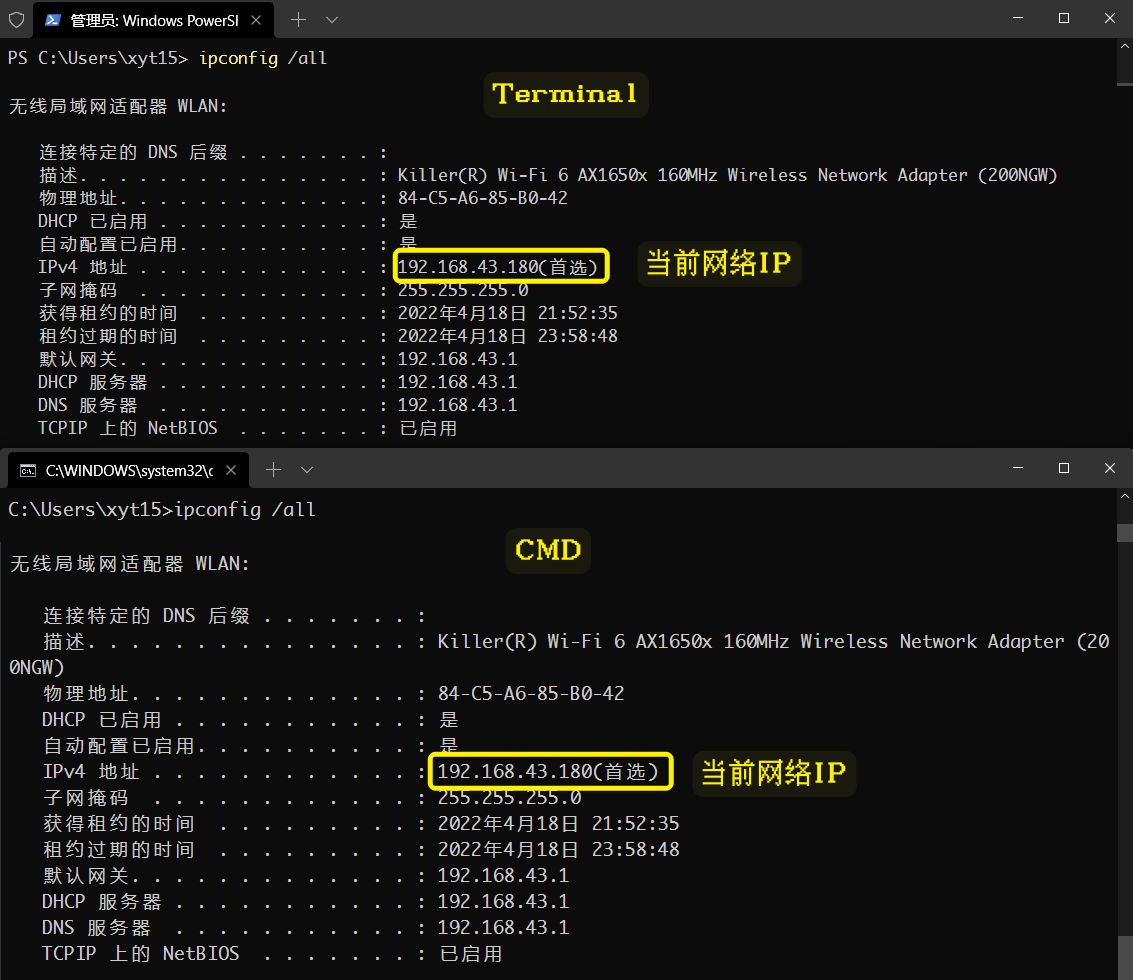 管理员: Windows PowerSl
PS C:\Users\xyt15> ipconfig /all
Terminal
无线局域网适配器 WLAN:
连接特定的 DNS 后缀 . . . . . . . :
描述. . . . . . . . . . . . . . . : Killer(R) Wi-Fi 6 AX1650x 160MHz Wireless Network Adapter (200NGW)
物理地址. . . . . . . . . . . . . : 84-C5-A6-85-B0-42
DHCP 已启用 . . . . . . . . . . . : 是
自动配置已启用. . . . . . . . . . : 是
IPv4 地址 . . . . . . . . . . . . : 192.168.43.180(首选) 当前网络IP
子网掩码  . . . . . . . . . . . . : 255.255.255.0
获得租约的时间  . . . . . . . . . : 2022年4月18日 21:52:35
租约过期的时间  . . . . . . . . . : 2022年4月18日 23:58:48
默认网关. . . . . . . . . . . . . : 192.168.43.1
DHCP 服务器 . . . . . . . . . . . : 192.168.43.1
DNS 服务器  . . . . . . . . . . . : 192.168.43.1
TCPIP 上的 NetBIOS  . . . . . . . : 已启用
C:\WINDOWS\system32\c
C:\Users\xyt15>ipconfig /all
CMD
无线局域网适配器 WLAN:
连接特定的 DNS 后缀 . . . . . . . :
描述. . . . . . . . . . . . . . . : Killer(R) Wi-Fi 6 AX1650x 160MHz Wireless Network Adapter (20
0NGW)
物理地址. . . . . . . . . . . . . : 84-C5-A6-85-B0-42
DHCP 已启用 . . . . . . . . . . . : 是
自动配置已启用. . . . . . . . . . : 是
IPv4 地址 . . . . . . . . . . . . : 192.168.43.180(首选) 当前网络IP
子网掩码  . . . . . . . . . . . . : 255.255.255.0
获得租约的时间  . . . . . . . . . : 2022年4月18日 21:52:35
租约过期的时间  . . . . . . . . . : 2022年4月18日 23:58:48
默认网关. . . . . . . . . . . . . : 192.168.43.1
DHCP 服务器 . . . . . . . . . . . : 192.168.43.1
DNS 服务器  . . . . . . . . . . . : 192.168.43.1
TCPIP 上的 NetBIOS  . . . . . . . : 已启用